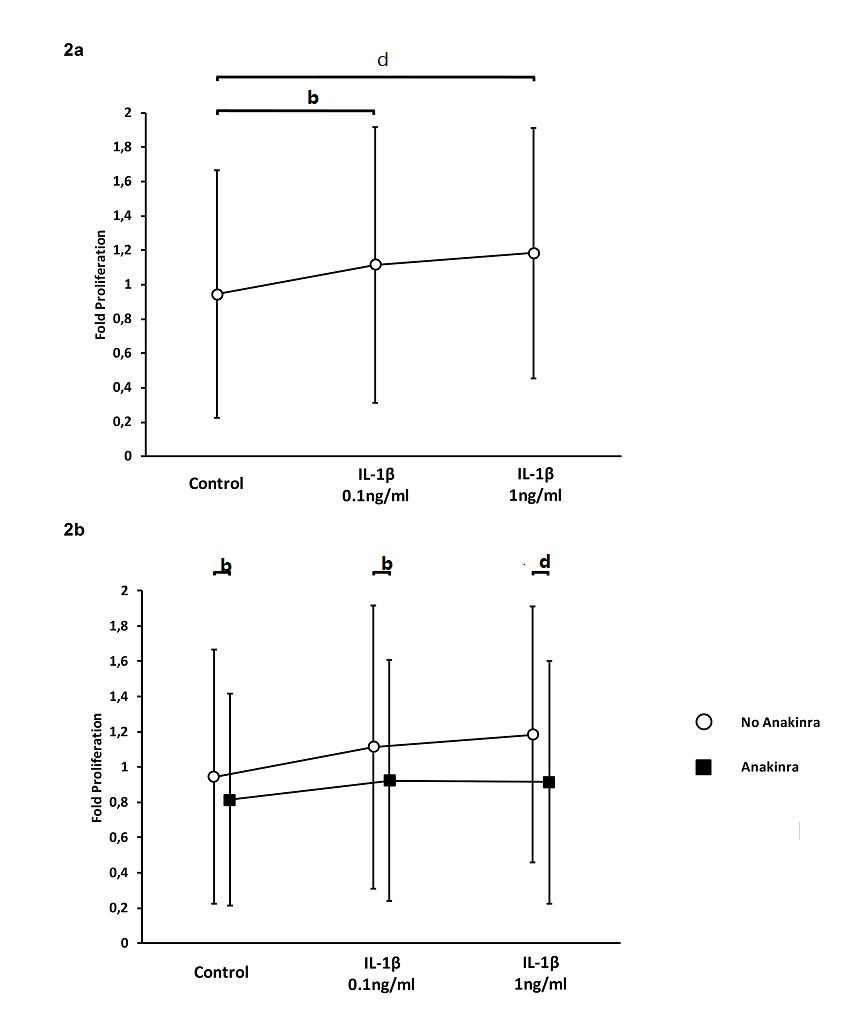 2a
d
b
2
1,8
1,6
1,4
1,2
1
0,8
0,6
0,4
0,2
0
Fold Proliferation
Control
IL-1β
0.1ng/ml
IL-1β
1ng/ml
2b
b
b
d
2
1,8
1,6
1,4
1,2
1
0,8
0,6
0,4
0,2
0
Fold Proliferation
Control
IL-1β
0.1ng/ml
IL-1β
1ng/ml
No Anakinra
Anakinra